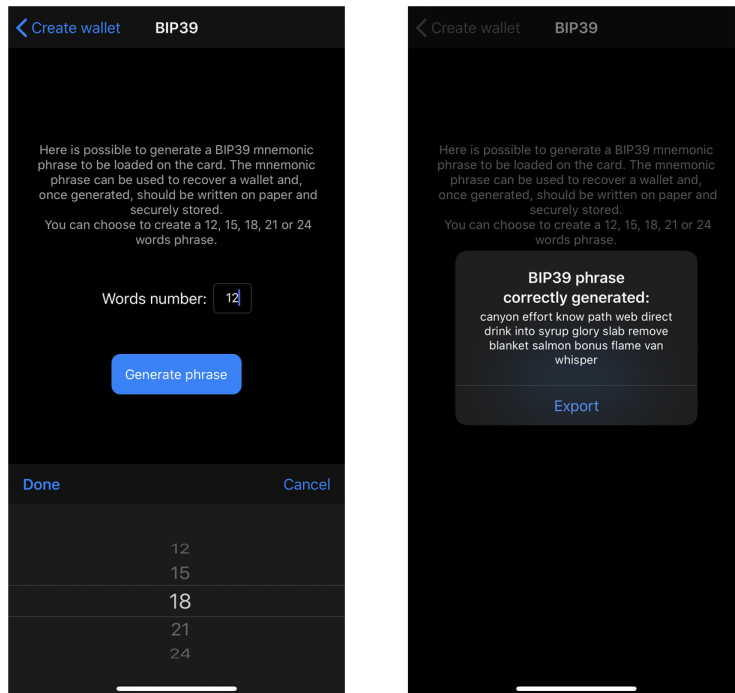 Create wallet
BIP39
Here is possible to generate a BIP39 mnemonic
phrase to be loaded on the card. The mnemonic
phrase can be used to recover a wallet and,
once generated, should be written on paper and
securely stored.
You can choose to create a 12, 15, 18, 21 or 24
words phrase.
Words number: 12
Generate phrase
Done
Cancel
12
15
18
21
24
Create wallet
BIP39
Here is possible to generate a BIP39 mnemonic
phrase to be loaded on the card. The mnemonic
phrase can be used to recover a wallet and,
once generated, should be written on paper and
securely stored.
You can choose to create a 12, 15, 18, 21 or 24
words phrase.
BIP39 phrase
correctly generated:
canyon effort know path web direct
drink into syrup glory slab remove
blanket salmon bonus flame van
whisper
Export